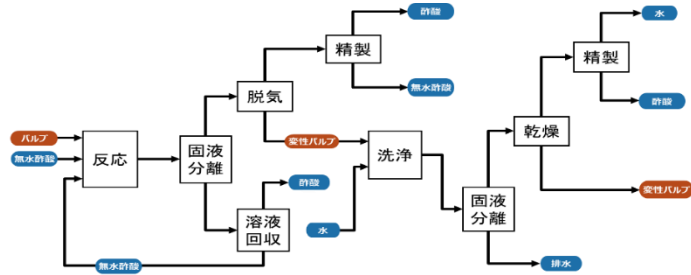 酢酸
水
精製
精製
脱気
無水酢酸
酢酸
パルプ
無水酢酸
反応
固液
分離
変性パルプ
洗浄
乾燥
酢酸
溶液
回収
水
固液
分離
変性パルプ
無水酢酸
排水